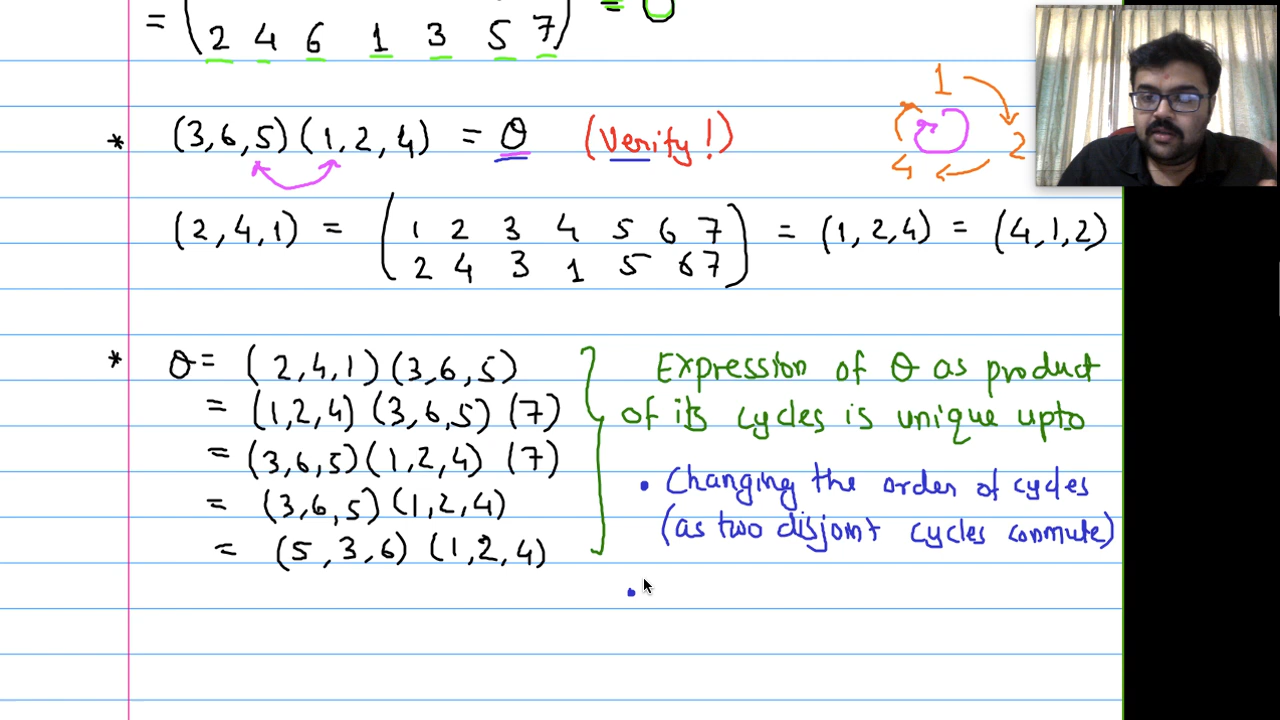 = ( 2 4 6 1 3 5 7 ) = θ
* (3,6,5)(1,2,4) = θ (Verify!)
1 2 4
(2,4,1) = ( 1 2 3 4 5 6 7 ) = (1,2,4) = (4,1,2)
2 4 3 1 5 6 7
* θ = (2,4,1)(3,6,5)
= (1,2,4) (3,6,5) (7)
= (3,6,5)(1,2,4) (7)
= (3,6,5)(1,2,4)
= (5,3,6) (1,2,4)
Expression of θ as product
of its cycles is unique upto
• Changing the order of cycles
(as two disjoint cycles commute)
•